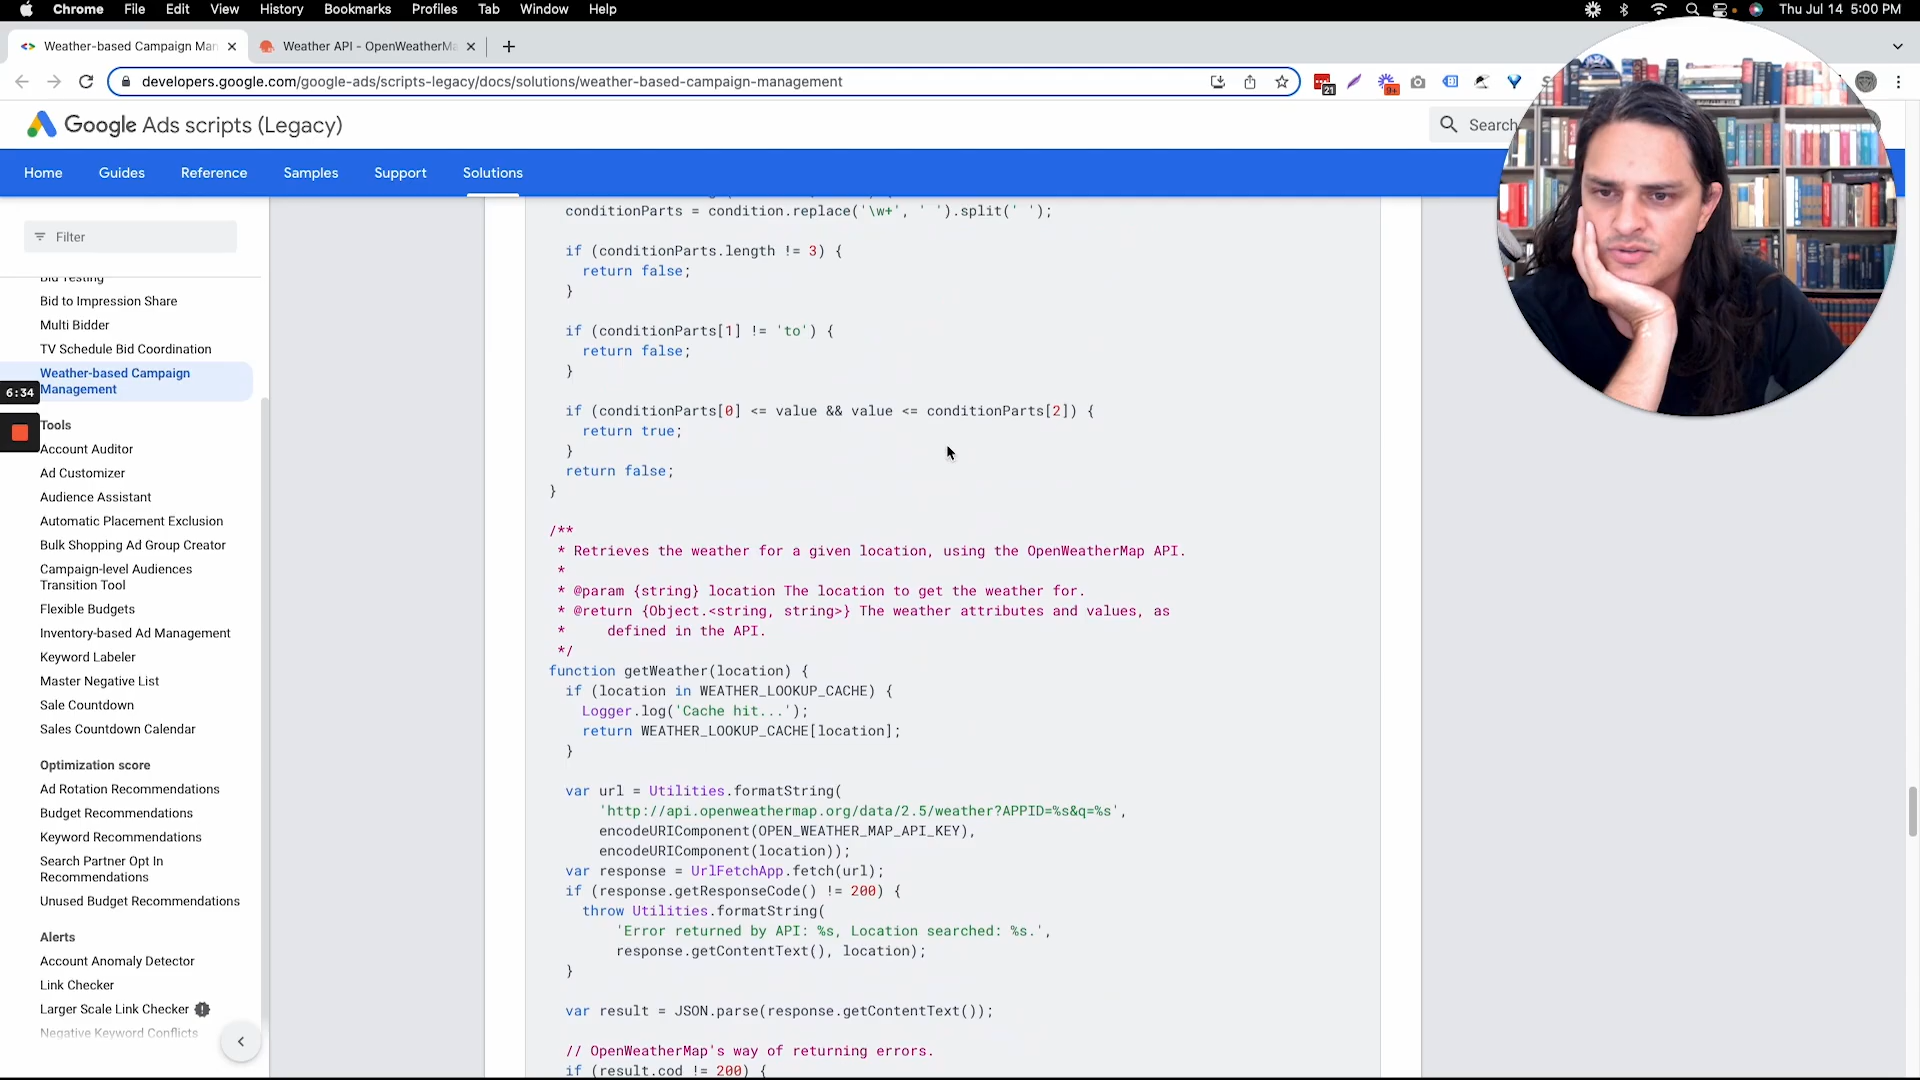 Chrome File Edit View History Bookmarks Profiles Tab Window Help
Thu Jul 14 5:00 PM
Weather-based Campaign Man
Weather API - OpenWeatherMa
developers.google.com/google-ads/scripts-legacy/docs/solutions/weather-based-campaign-management
21
9+
Google Ads scripts (Legacy)
Search
Home Guides Reference Samples Support Solutions
Filter
Bid Testing
Bid to Impression Share
Multi Bidder
TV Schedule Bid Coordination
Weather-based Campaign
Management
6:34
Tools
Account Auditor
Ad Customizer
Audience Assistant
Automatic Placement Exclusion
Bulk Shopping Ad Group Creator
Campaign-level Audiences
Transition Tool
Flexible Budgets
Inventory-based Ad Management
Keyword Labeler
Master Negative List
Sale Countdown
Sales Countdown Calendar
Optimization score
Ad Rotation Recommendations
Budget Recommendations
Keyword Recommendations
Search Partner Opt In
Recommendations
Unused Budget Recommendations
Alerts
Account Anomaly Detector
Link Checker
Larger Scale Link Checker
Negative Keyword Conflicts
conditionParts = condition.replace('\w+', ' ').split(' ');
if (conditionParts.length != 3) {
return false;
}
if (conditionParts[1] != 'to') {
return false;
}
if (conditionParts[0] <= value && value <= conditionParts[2]) {
return true;
}
return false;
}
/**
* Retrieves the weather for a given location, using the OpenWeatherMap API.
*
* @param {string} location The location to get the weather for.
* @return {Object.<string, string>} The weather attributes and values, as
* defined in the API.
*/
function getWeather(location) {
if (location in WEATHER_LOOKUP_CACHE) {
Logger.log('Cache hit...');
return WEATHER_LOOKUP_CACHE[location];
}
var url = Utilities.formatString(
'http://api.openweathermap.org/data/2.5/weather?APPID=%s&q=%s',
encodeURIComponent(OPEN_WEATHER_MAP_API_KEY),
encodeURIComponent(location));
var response = UrlFetchApp.fetch(url);
if (response.getResponseCode() != 200) {
throw Utilities.formatString(
'Error returned by API: %s, Location searched: %s.',
response.getContentText(), location);
}
var result = JSON.parse(response.getContentText());
// OpenWeatherMap's way of returning errors.
if (result.cod != 200) {